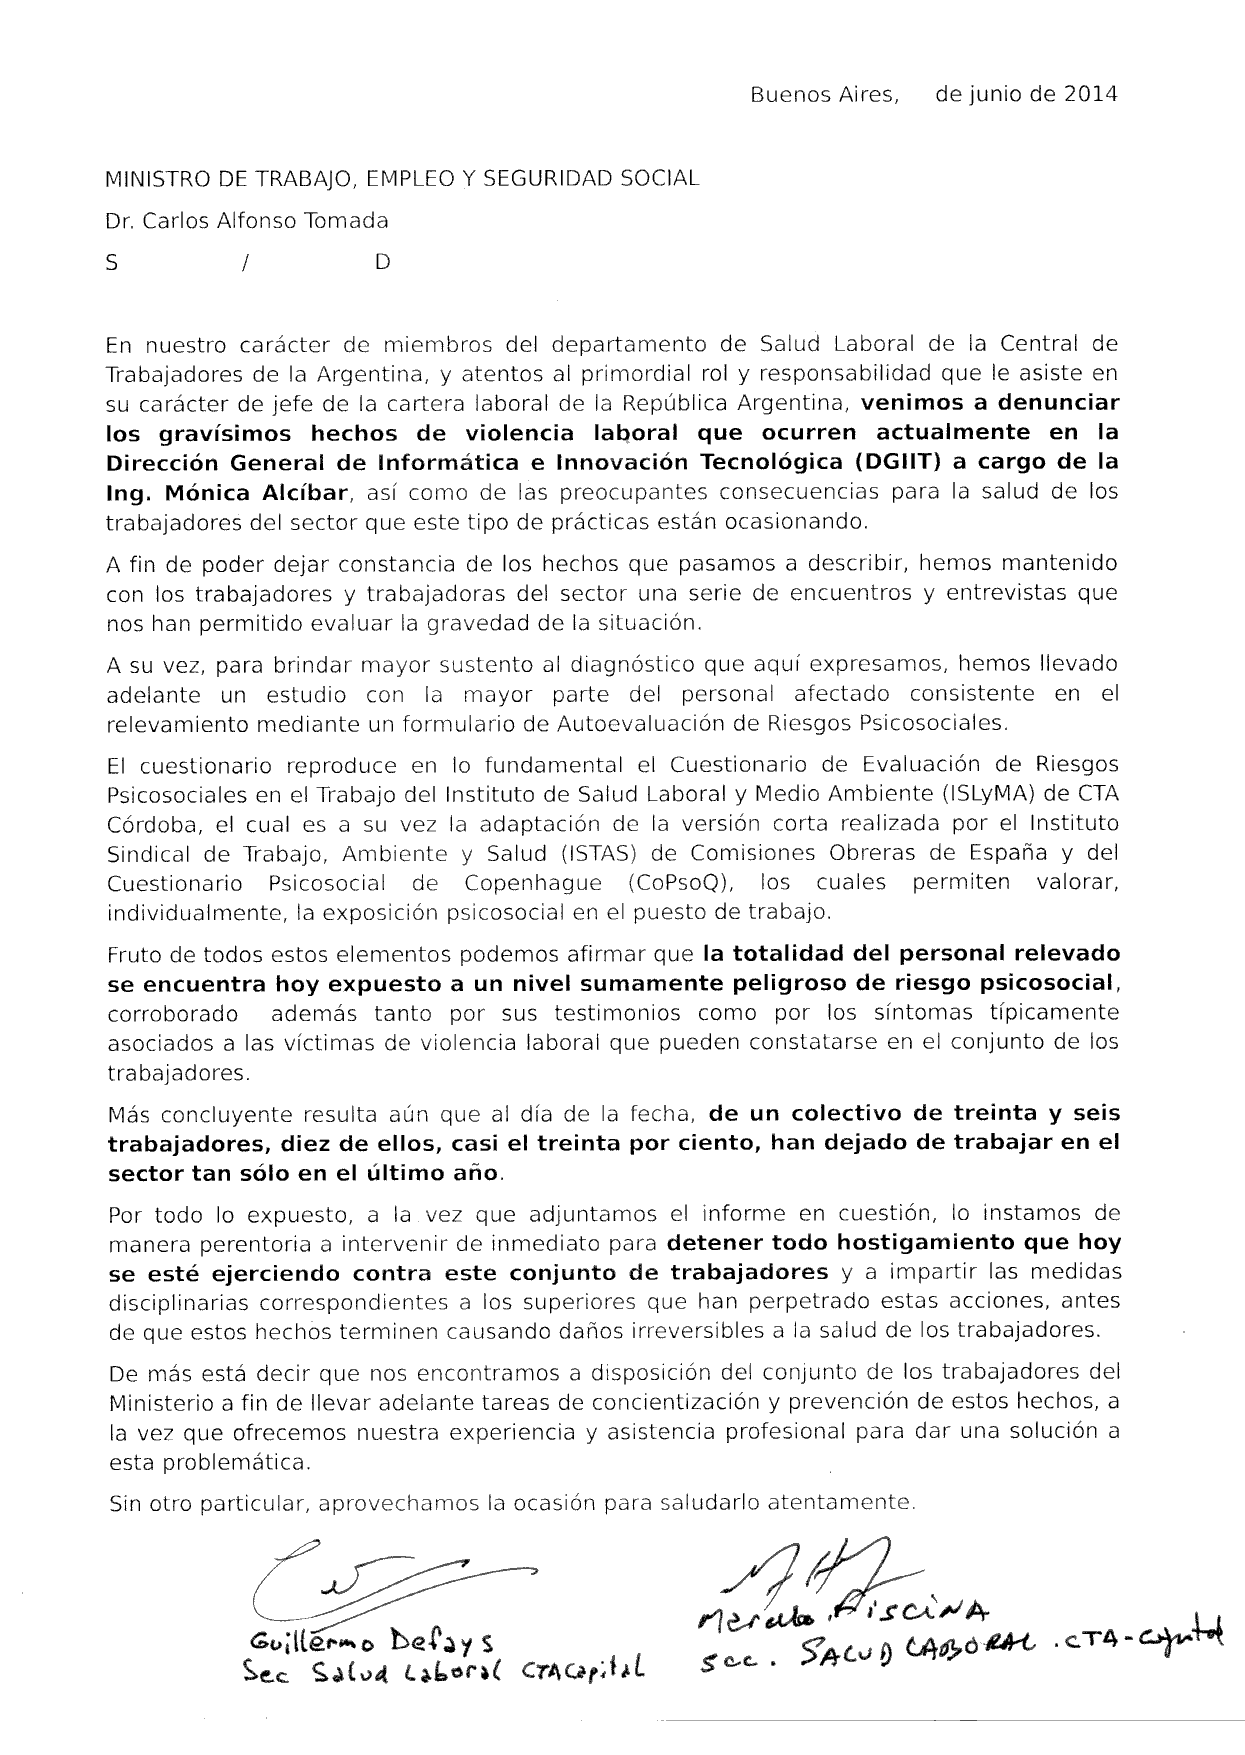 Buenos Aires, de junio de 2014
MINISTRO DE TRABAJO, EMPLEO Y SEGURIDAD SOCIAL
Dr. Carlos Alfonso Tomada
S / D
En nuestro carácter de miembros del departamento de Salud Laboral de la Central de
Trabajadores de la Argentina, y atentos al primordial rol y responsabilidad que le asiste en
su carácter de jefe de la cartera laboral de la República Argentina, venimos a denunciar
los gravísimos hechos de violencia laboral que ocurren actualmente en la
Dirección General de Informática e Innovación Tecnológica (DGIIT) a cargo de la
Ing. Mónica Alcíbar, así como de las preocupantes consecuencias para la salud de los
trabajadores del sector que este tipo de prácticas están ocasionando.
A fin de poder dejar constancia de los hechos que pasamos a describir, hemos mantenido
con los trabajadores y trabajadoras del sector una serie de encuentros y entrevistas que
nos han permitido evaluar la gravedad de la situación.
A su vez, para brindar mayor sustento al diagnóstico que aquí expresamos, hemos llevado
adelante un estudio con la mayor parte del personal afectado consistente en el
relevamiento mediante un formulario de Autoevaluación de Riesgos Psicosociales.
El cuestionario reproduce en lo fundamental el Cuestionario de Evaluación de Riesgos
Psicosociales en el Trabajo del Instituto de Salud Laboral y Medio Ambiente (ISLyMA) de CTA
Córdoba, el cual es a su vez la adaptación de la versión corta realizada por el Instituto
Sindical de Trabajo, Ambiente y Salud (ISTAS) de Comisiones Obreras de España y del
Cuestionario Psicosocial de Copenhague (CoPsoQ), los cuales permiten valorar,
individualmente, la exposición psicosocial en el puesto de trabajo.
Fruto de todos estos elementos podemos afirmar que la totalidad del personal relevado
se encuentra hoy expuesto a un nivel sumamente peligroso de riesgo psicosocial,
corroborado además tanto por sus testimonios como por los síntomas típicamente
asociados a las víctimas de violencia laboral que pueden constatarse en el conjunto de los
trabajadores.
Más concluyente resulta aún que al día de la fecha, de un colectivo de treinta y seis
trabajadores, diez de ellos, casi el treinta por ciento, han dejado de trabajar en el
sector tan sólo en el último año.
Por todo lo expuesto, a la vez que adjuntamos el informe en cuestión, lo instamos de
manera perentoria a intervenir de inmediato para detener todo hostigamiento que hoy
se esté ejerciendo contra este conjunto de trabajadores y a impartir las medidas
disciplinarias correspondientes a los superiores que han perpetrado estas acciones, antes
de que estos hechos terminen causando daños irreversibles a la salud de los trabajadores.
De más está decir que nos encontramos a disposición del conjunto de los trabajadores del
Ministerio a fin de llevar adelante tareas de concientización y prevención de estos hechos, a
la vez que ofrecemos nuestra experiencia y asistencia profesional para dar una solución a
esta problemática.
Sin otro particular, aprovechamos la ocasión para saludarlo atentamente.
Guillermo Defays
Sec Salud Laboral CTA Capital
PiscinA
Sec. SALUD LABORAL . CTA-Capital